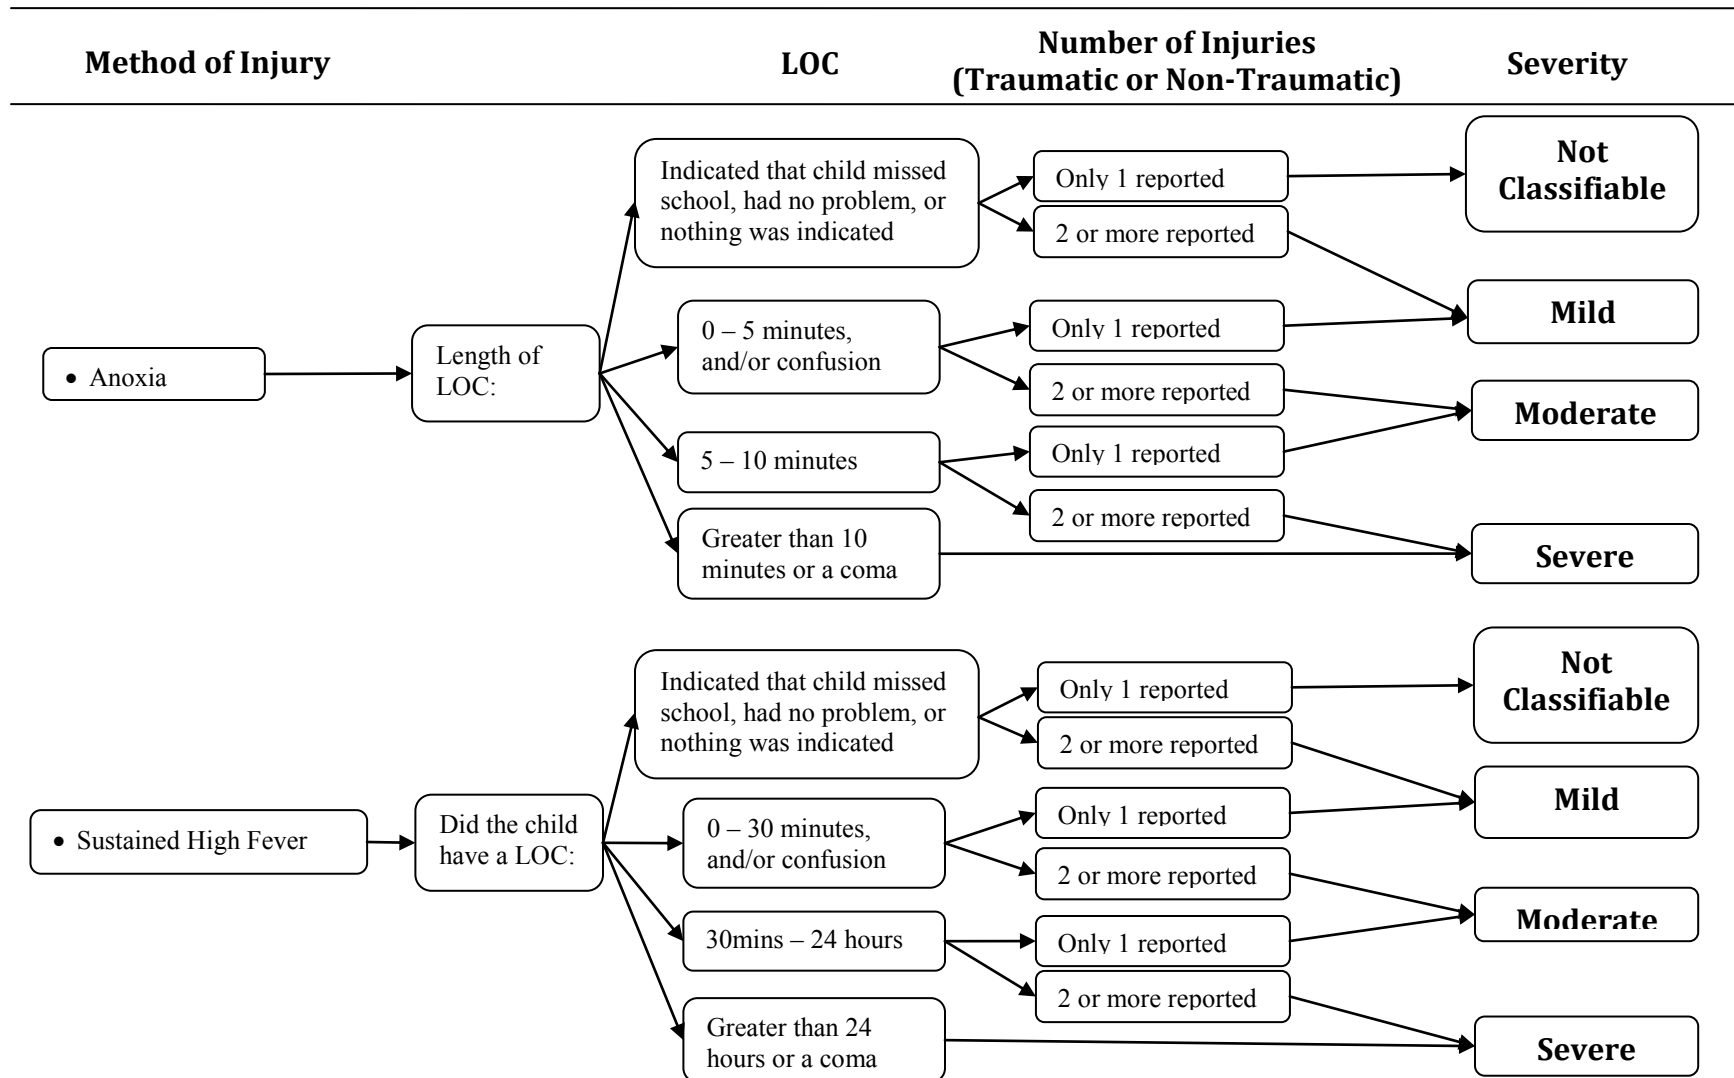 Method of Injury
LOC
Number of Injuries
(Traumatic or Non-Traumatic)
Severity
• Anoxia
Length of
LOC:
Indicated that child missed
school, had no problem, or
nothing was indicated
Only 1 reported
2 or more reported
Not
Classifiable
0 – 5 minutes,
and/or confusion
Only 1 reported
2 or more reported
Mild
5 – 10 minutes
Only 1 reported
2 or more reported
Moderate
Greater than 10
minutes or a coma
Severe
• Sustained High Fever
Did the child
have a LOC:
Indicated that child missed
school, had no problem, or
nothing was indicated
Only 1 reported
2 or more reported
Not
Classifiable
0 – 30 minutes,
and/or confusion
Only 1 reported
2 or more reported
Mild
30mins – 24 hours
Only 1 reported
2 or more reported
Moderate
Greater than 24
hours or a coma
Severe